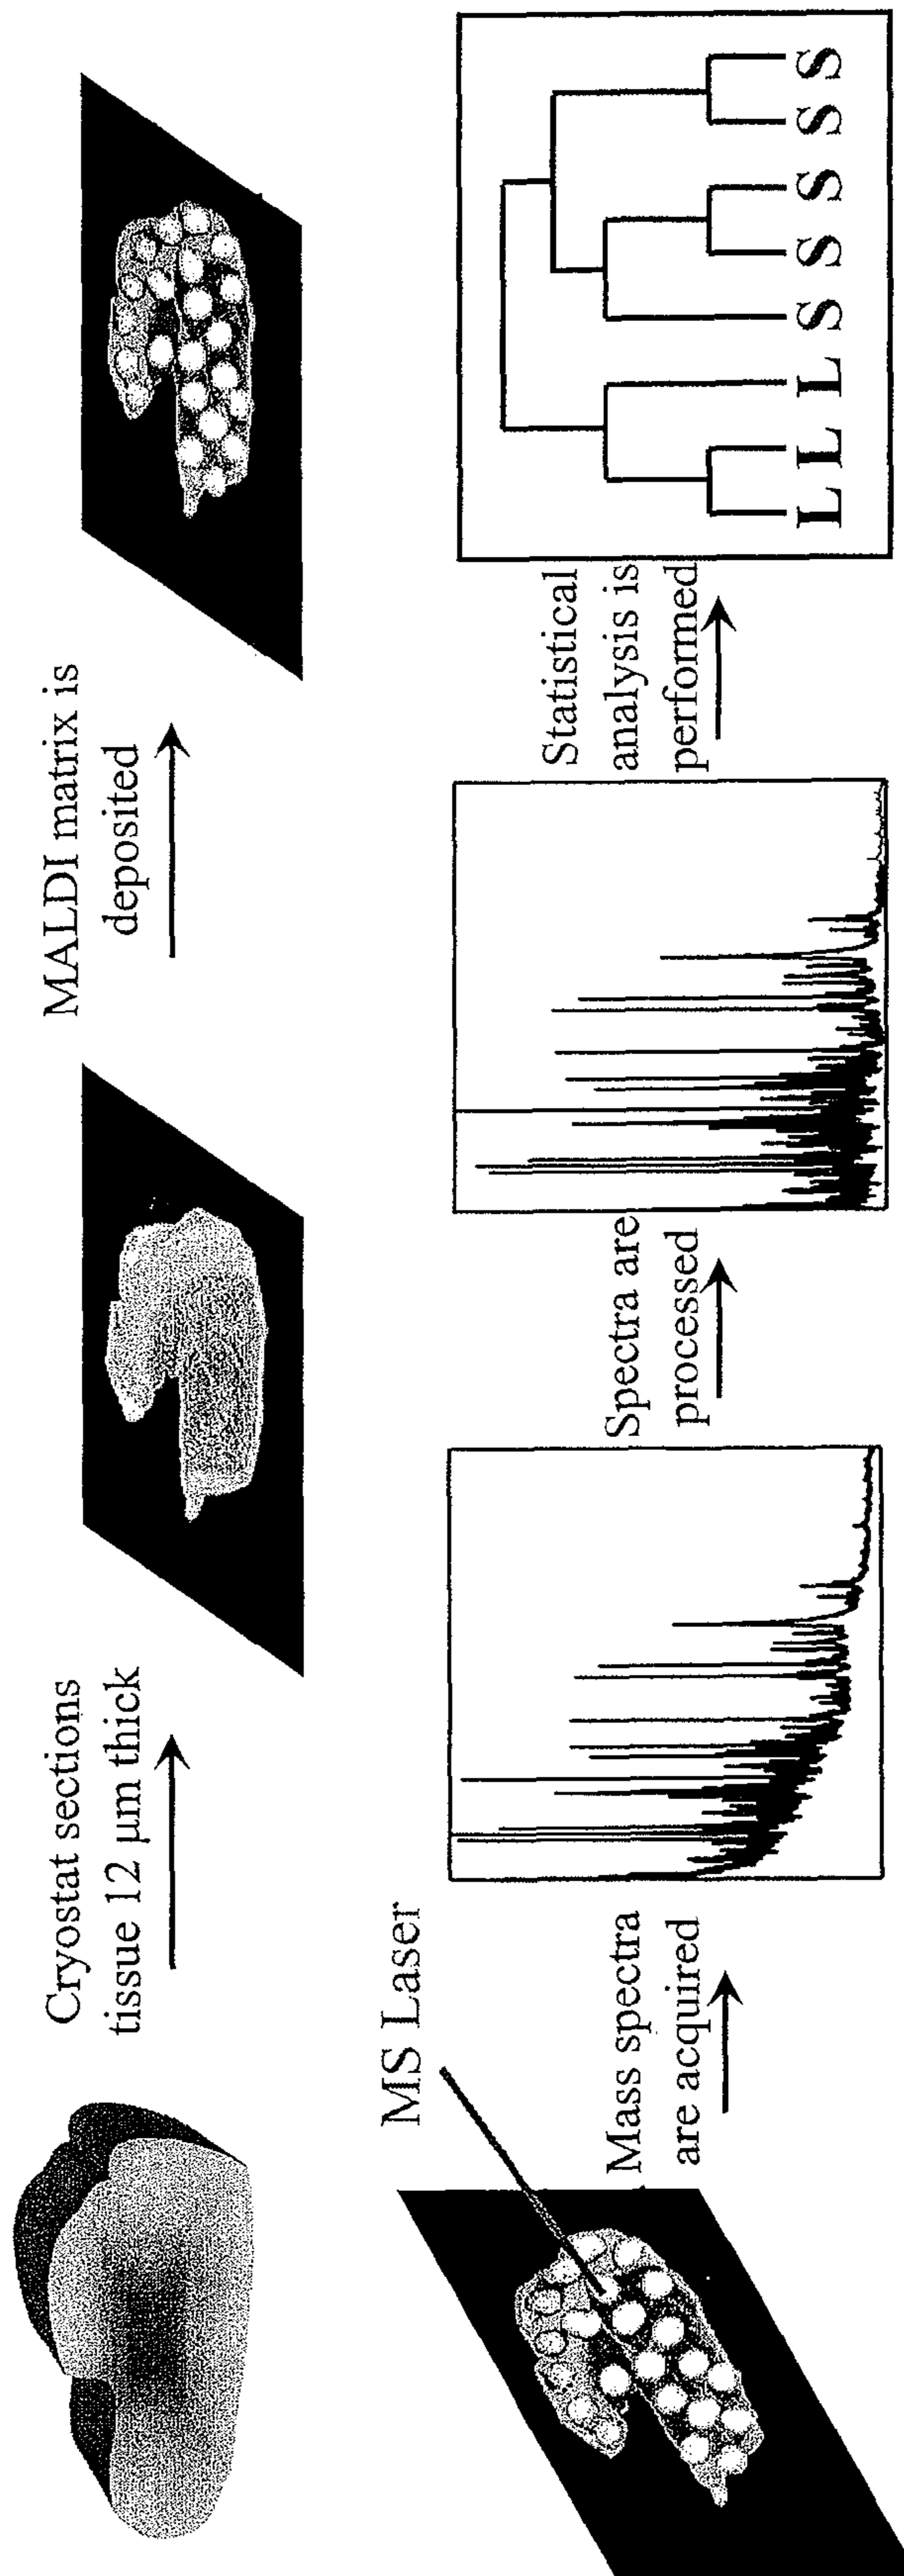 Cryostat sections
tissue 12 µm thick
MALDI matrix is
deposited
MS Laser
Mass spectra
are acquired
Spectra are
processed
Statistical
analysis is
performed
L L L S S S S S